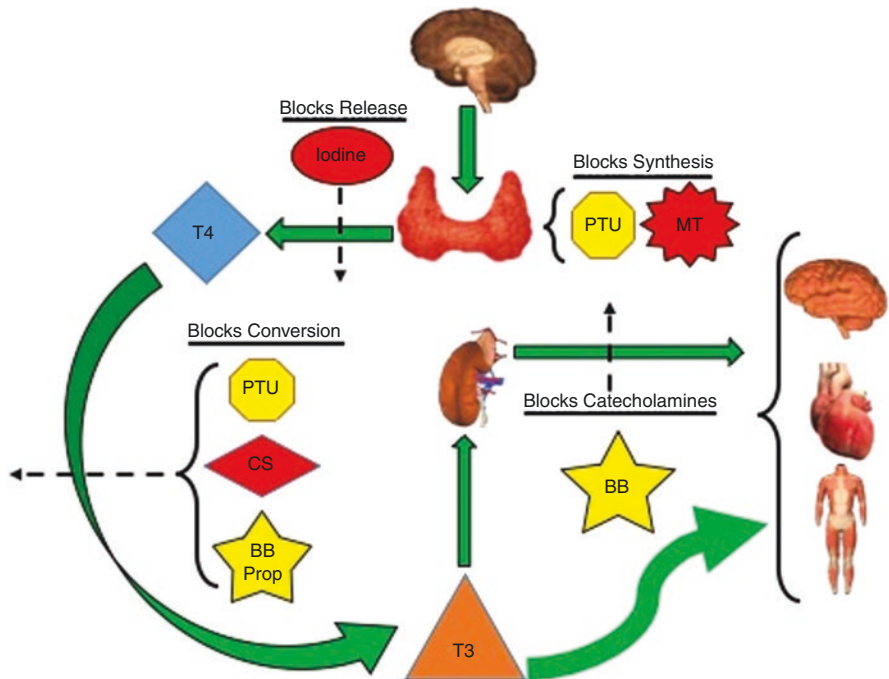 Blocks Release
Iodine
Blocks Synthesis
PTU
MT
T4
Blocks Conversion
PTU
CS
BB
Prop
Blocks Catecholamines
BB
T3